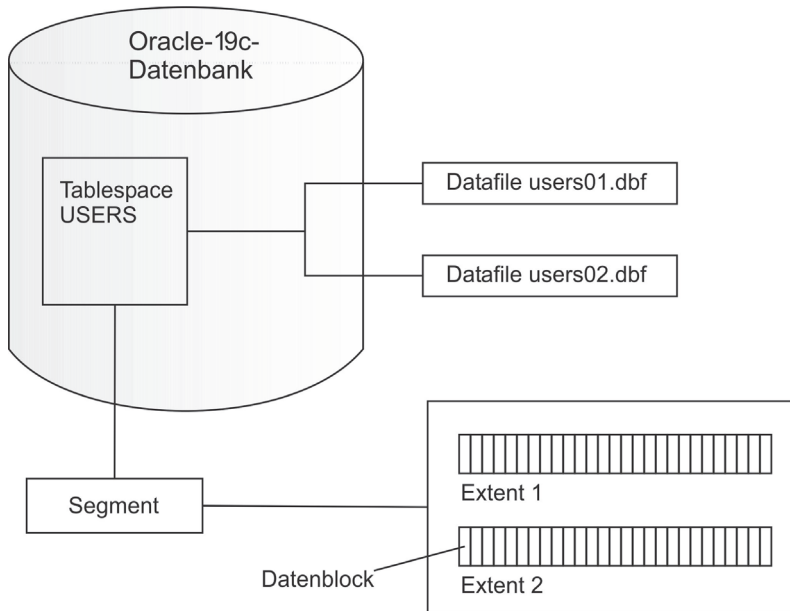 Oracle-19c-
Datenbank
Tablespace
USERS
Datafile users01.dbf
Datafile users02.dbf
Segment
Extent 1
Datenblock
Extent 2